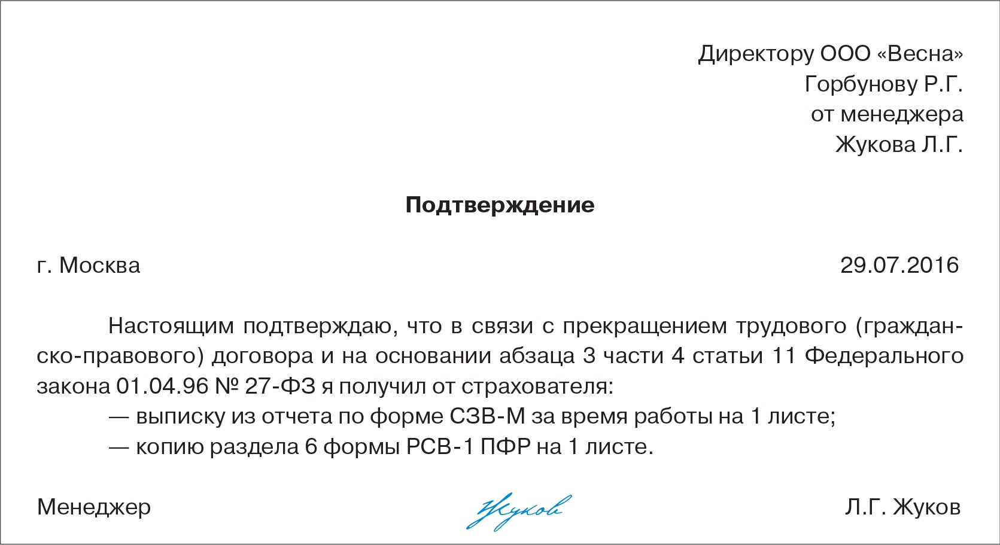 Директору ООО «Весна»
Горбунову Р.Г.
от менеджера
Жукова Л.Г.
Подтверждение
г. Москва 29.07.2016
Настоящим подтверждаю, что в связи с прекращением трудового (граждан-
ско-правового) договора и на основании абзаца 3 части 4 статьи 11 Федерального
закона 01.04.96 № 27-ФЗ я получил от страхователя:
— выписку из отчета по форме СЗВ-М за время работы на 1 листе;
— копию раздела 6 формы РСВ-1 ПФР на 1 листе.
Менеджер Жуков Л.Г. Жуков